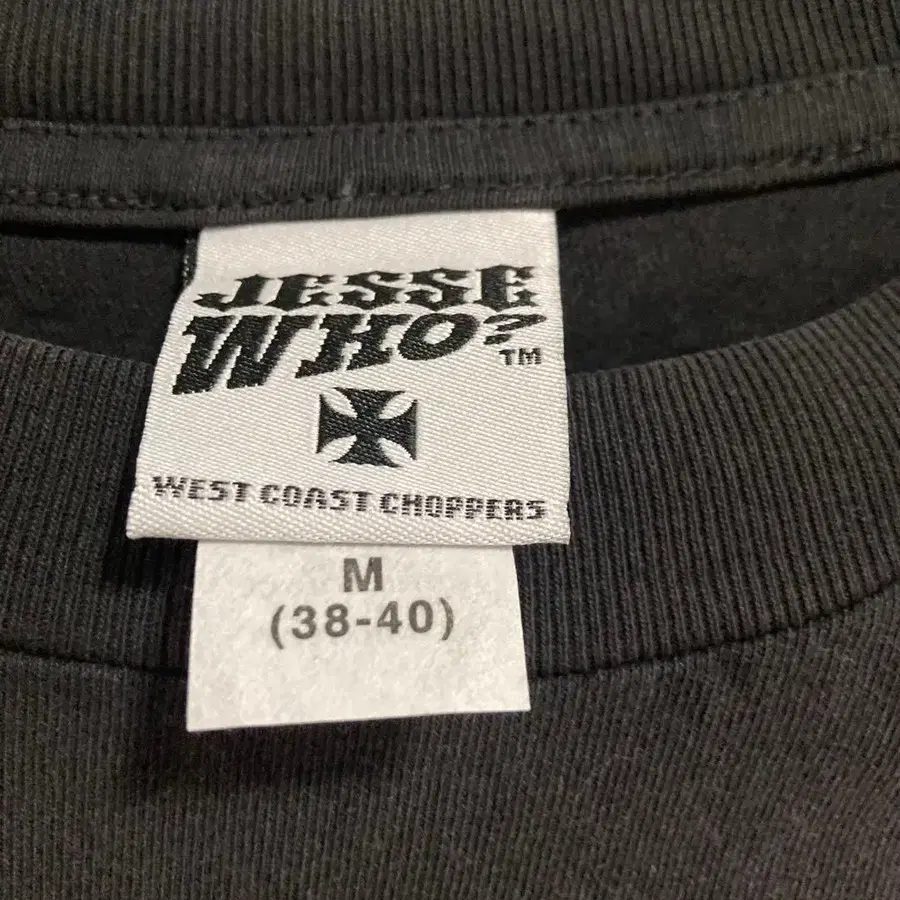 JESSE
WHO?
TM
WEST COAST CHOPPERS
M
(38-40)